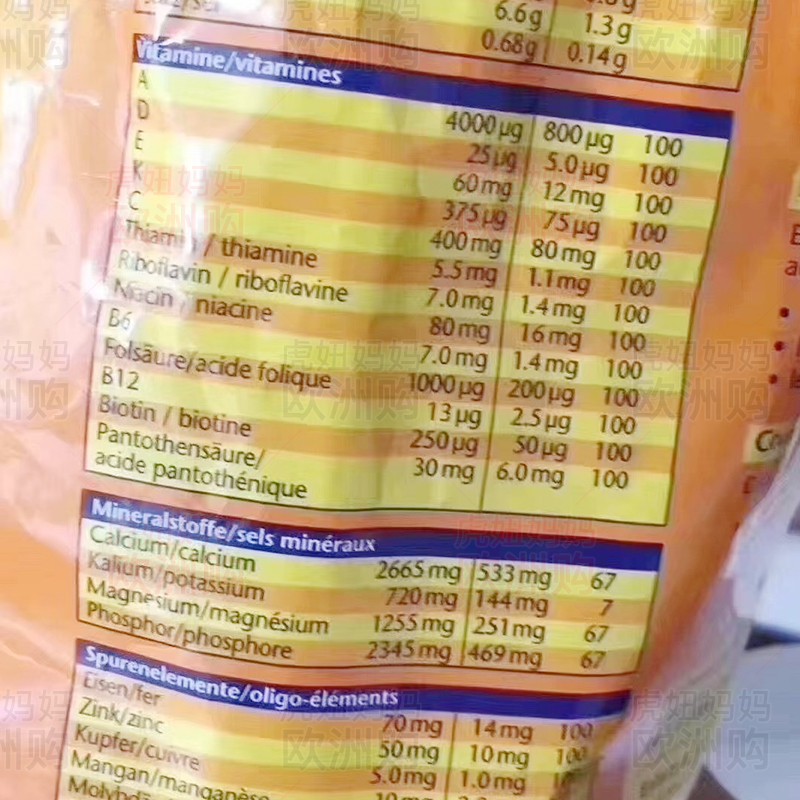 6.6g 1.3g
0.68g 0.14g
Vitamine/vitamines
A 4000µg 800µg 100
D 25µg 5.0µg 100
E 60mg 12mg 100
K 375µg 75µg 100
C 400mg 80mg 100
Thiamin / thiamine 5.5mg 1.1mg 100
Riboflavin / riboflavine 7.0mg 1.4mg 100
Niacin / niacine 80mg 16mg 100
B6 7.0mg 1.4mg 100
Folsäure/acide folique 1000µg 200µg 100
B12 13µg 2.5µg 100
Biotin / biotine 250µg 50µg 100
Pantothensäure/
acide pantothénique 30mg 6.0mg 100
Mineralstoffe/sels minéraux
Calcium/calcium 2665mg 533mg 67
Kalium/potassium 720mg 144mg 7
Magnesium/magnésium 1255mg 251mg 67
Phosphor/phosphore 2345mg 469mg 67
Spurenelemente/oligo-éléments
Eisen/fer 70mg 14mg 100
Zink/zinc 50mg 10mg 100
Kupfer/cuivre 5.0mg 1.0mg
Mangan/manganèse
虎妞妈妈
欧洲购